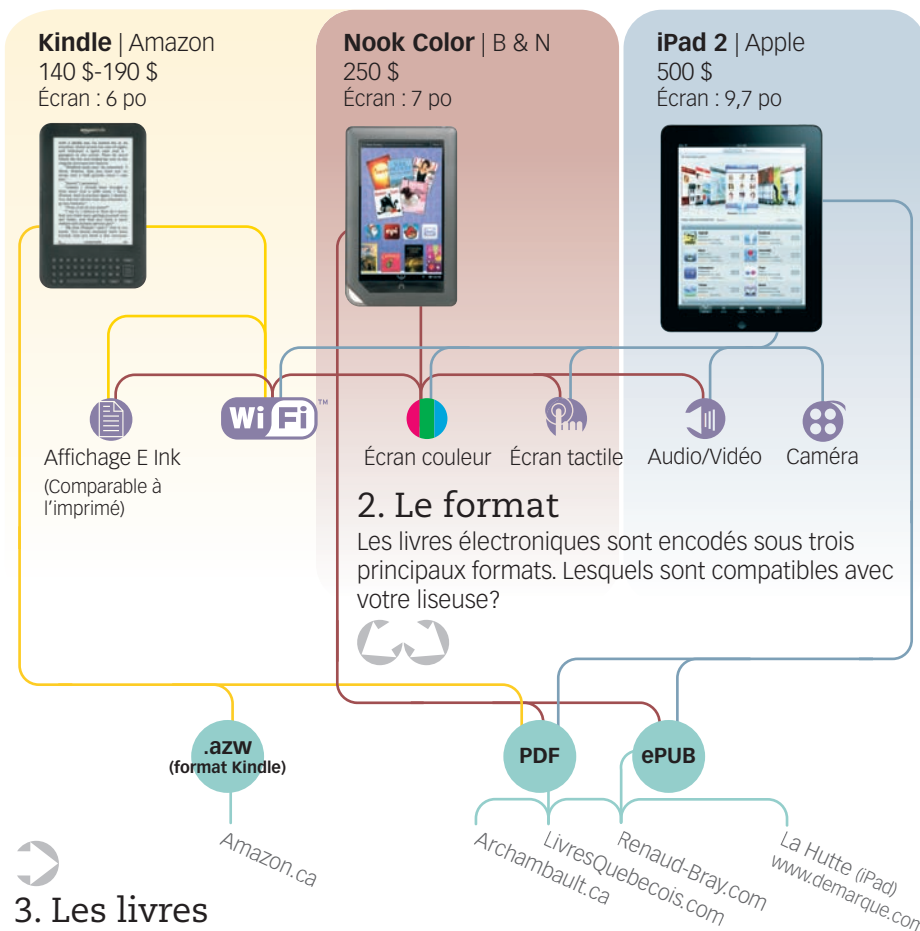 Kindle | Amazon
140 $-190 $
Écran : 6 po
Nook Color | B & N
250 $
Écran : 7 po
iPad 2 | Apple
500 $
Écran : 9,7 po
Wi Fi ™
Affichage E Ink
(Comparable à
l'imprimé)
Écran couleur
Écran tactile
Audio/Vidéo
Caméra
2. Le format
Les livres électroniques sont encodés sous trois
principaux formats. Lesquels sont compatibles avec
votre liseuse?
.azw
(format Kindle)
PDF
ePUB
Amazon.ca
Archambault.ca
LivresQuebecois.com
Renaud-Bray.com
La Hutte (iPad)
www.demarque.com
3. Les livres